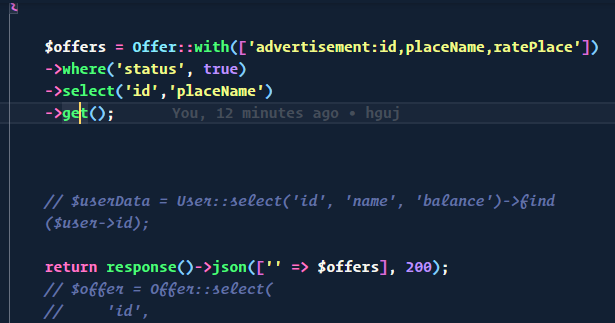 {
$offers = Offer::with(['advertisement:id,placeName,ratePlace'])
->where('status', true)
->select('id','placeName')
->get(); You, 12 minutes ago • hguj
// $userData = User::select('id', 'name', 'balance')->find
($user->id);
return response()->json(['' => $offers], 200);
// $offer = Offer::select(
// 'id',